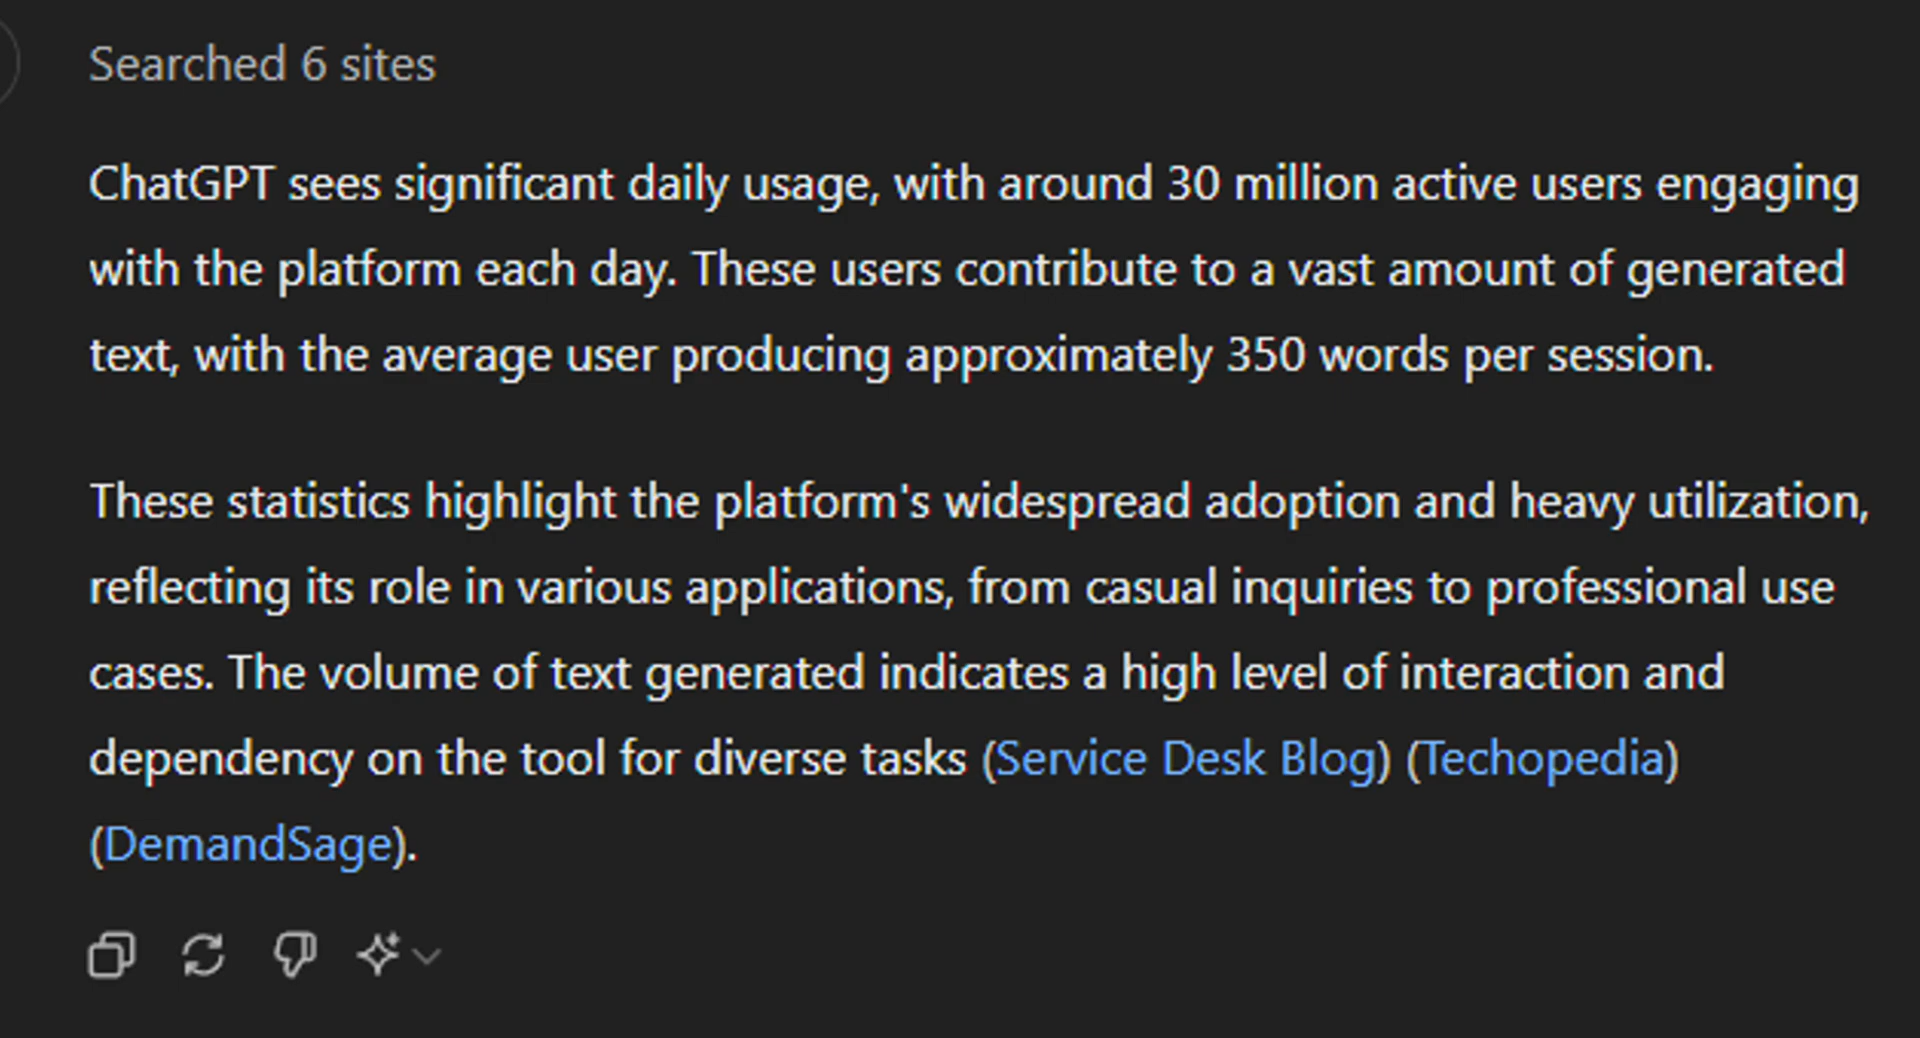 Searched 6 sites
ChatGPT sees significant daily usage, with around 30 million active users engaging
with the platform each day. These users contribute to a vast amount of generated
text, with the average user producing approximately 350 words per session.
These statistics highlight the platform's widespread adoption and heavy utilization,
reflecting its role in various applications, from casual inquiries to professional use
cases. The volume of text generated indicates a high level of interaction and
dependency on the tool for diverse tasks (Service Desk Blog) (Techopedia)
(DemandSage).